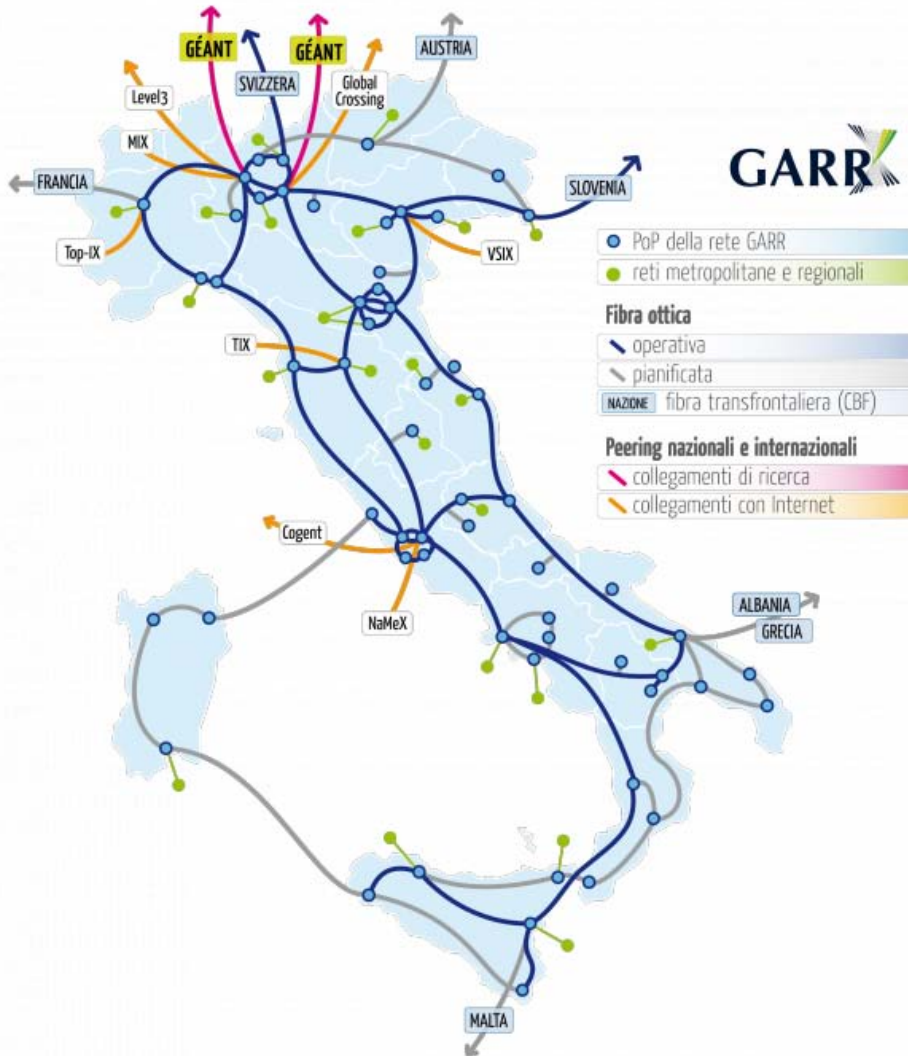 GÉANT
GÉANT
AUSTRIA
SVIZZERA
Global
Crossing
Level3
MIX
FRANCIA
SLOVENIA
GARR
Top-IX
VSIX
PoP della rete GARR
reti metropolitane e regionali
Fibra ottica
operativa
pianificata
NAZIONE fibra transfrontaliera (CBF)
TIX
Peering nazionali e internazionali
collegamenti di ricerca
collegamenti con Internet
Cogent
NaMeX
ALBANIA
GRECIA
MALTA